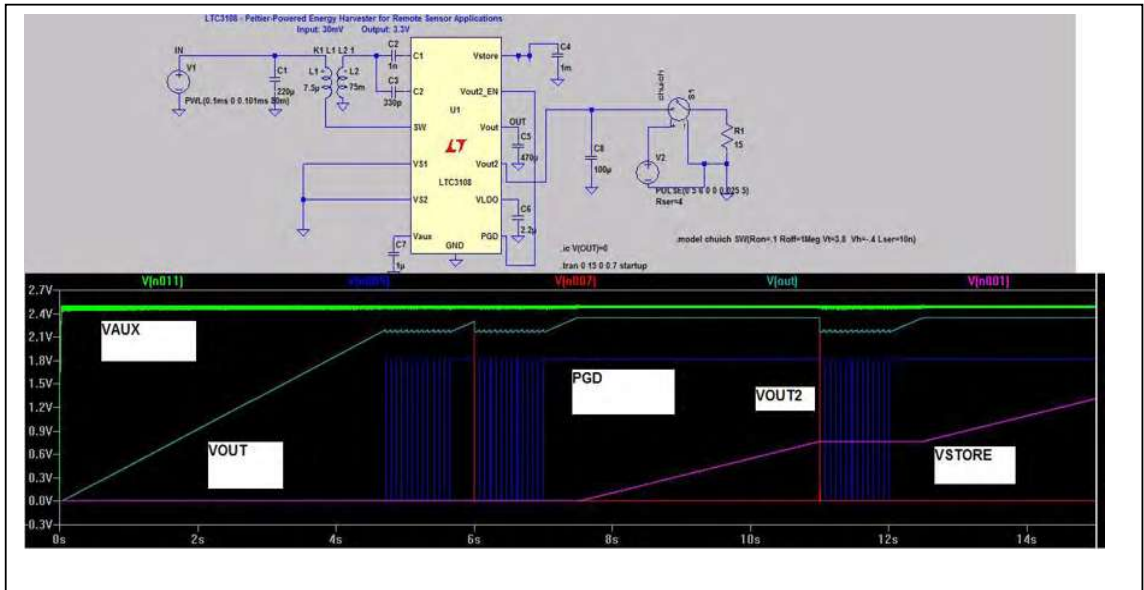 LTC3108 - Peltier-Powered Energy Harvester for Remote Sensor Applications
Input: 30mV Output: 3.3V
IN
V1
PWL(0.1ms 0 0.101ms 30m)
C1
220µ
K1 L1 L2 1
L1
7.5µ
L2
75m
C2
1n
C3
330p
C1
C2
SW
VS1
VS2
Vaux
U1
LT
LTC3108
GND
Vstore
Vout2_EN
Vout
Vout2
VLDO
PGD
C7
1µ
C4
1m
OUT
C5
470µ
C6
2.2µ
C8
100µ
chuich
S1
V2
R1
15
PULSE(0 5 6 0 0 0.025 5)
Rser=4
.model chuich SW(Ron=.1 Roff=1Meg Vt=3.8 Vh=-.4 Lser=10n)
.ic V(OUT)=0
.tran 0 15 0 0.7 startup
V(n011) V(n007) V(out) V(n001)
2.7V
2.4V
2.1V
1.8V
1.5V
1.2V
0.9V
0.6V
0.3V
0.0V
-0.3V
VAUX
VOUT
PGD
VOUT2
VSTORE
0s 2s 4s 6s 8s 10s 12s 14s